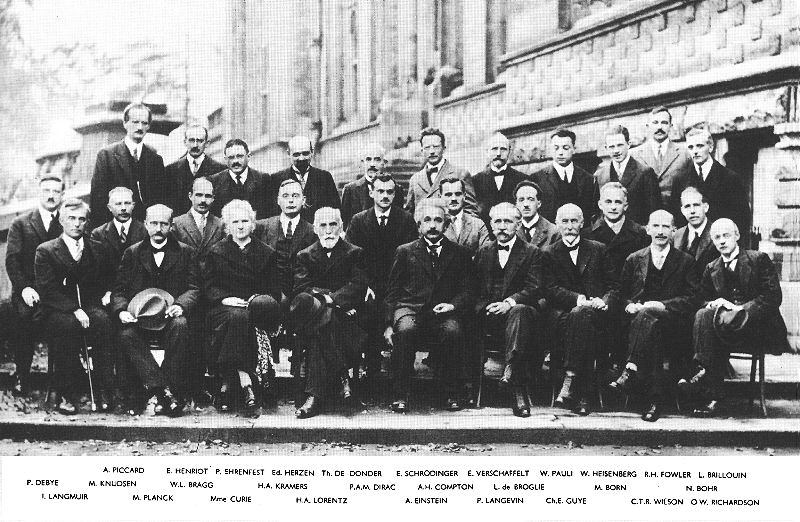 A. PICCARD E. HENRIOT P. EHRENFEST Ed. HERZEN Th. DE DONDER E. SCHRÖDINGER E. VERSCHAFFELT W. PAULI W. HEISENBERG R.H. FOWLER L. BRILLOUIN
P. DEBYE M. KNUDSEN W.L. BRAGG H.A. KRAMERS P.A.M. DIRAC A.H. COMPTON L. de BROGLIE M. BORN N. BOHR
I. LANGMUIR M. PLANCK Mme CURIE H.A. LORENTZ A. EINSTEIN P. LANGEVIN Ch.E. GUYE C.T.R. WILSON O.W. RICHARDSON